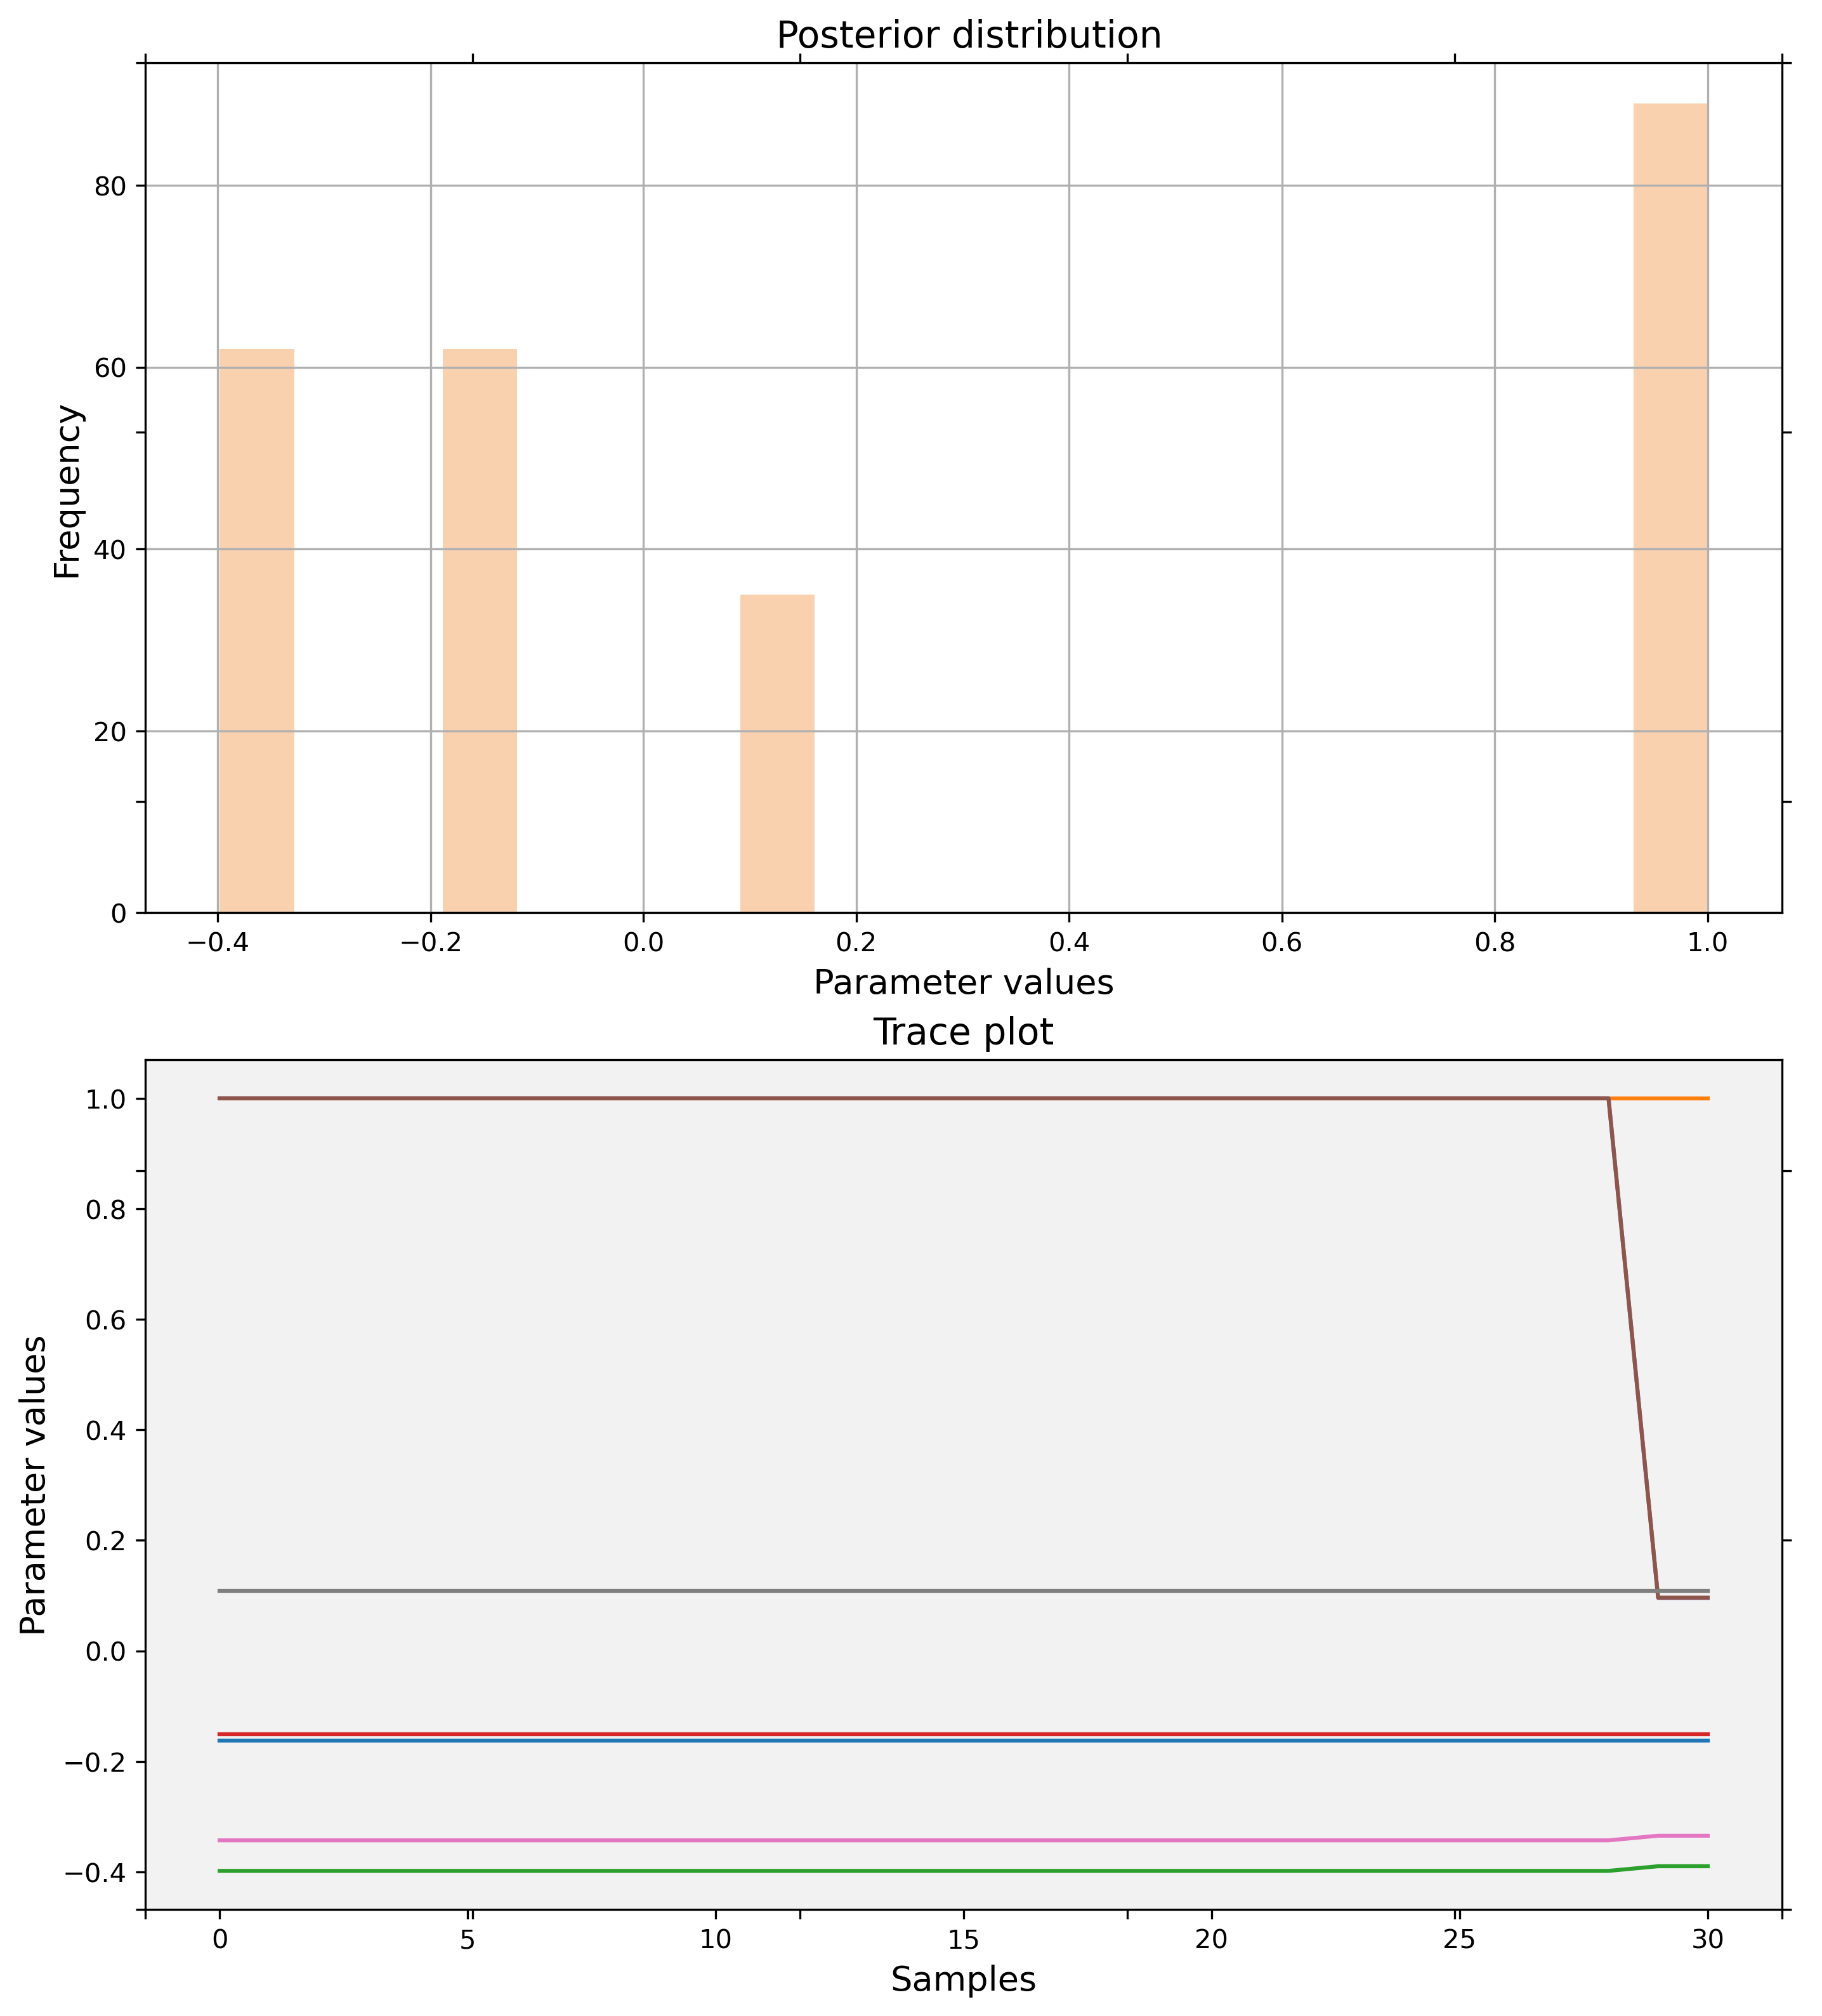 Posterior distribution
80
60
40
20
0
Frequency
−0.4 −0.2 0.0 0.2 0.4 0.6 0.8 1.0
Parameter values
Trace plot
1.0
0.8
0.6
0.4
0.2
0.0
−0.2
−0.4
Parameter values
0 5 10 15 20 25 30
Samples